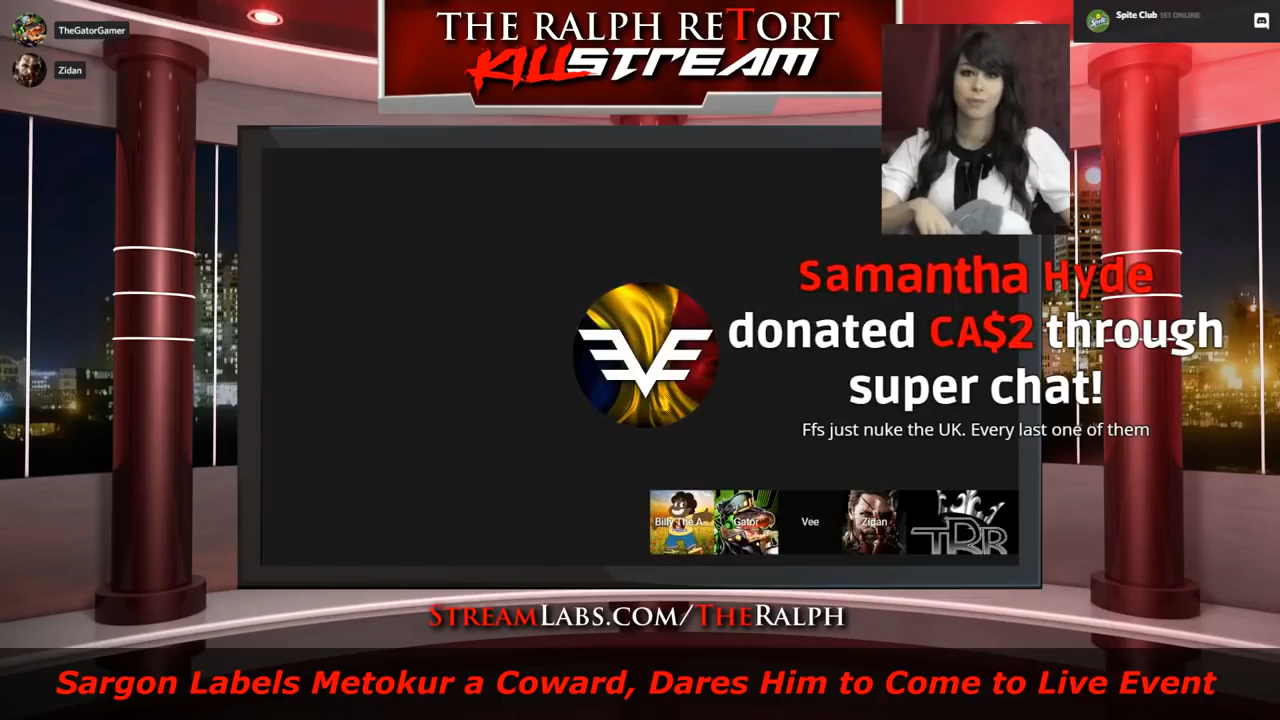 TheGatorGamer
Zidan
THE RALPH RETORT
KILLSTREAM
Spite Club 151 ONLINE
Samantha Hyde
donated CA$2 through
super chat!
Ffs just nuke the UK. Every last one of them
Billy The A...
Gator
Vee
Zidan
TRR
STREAMLABS.COM/THERALPH
Sargon Labels Metokur a Coward, Dares Him to Come to Live Event